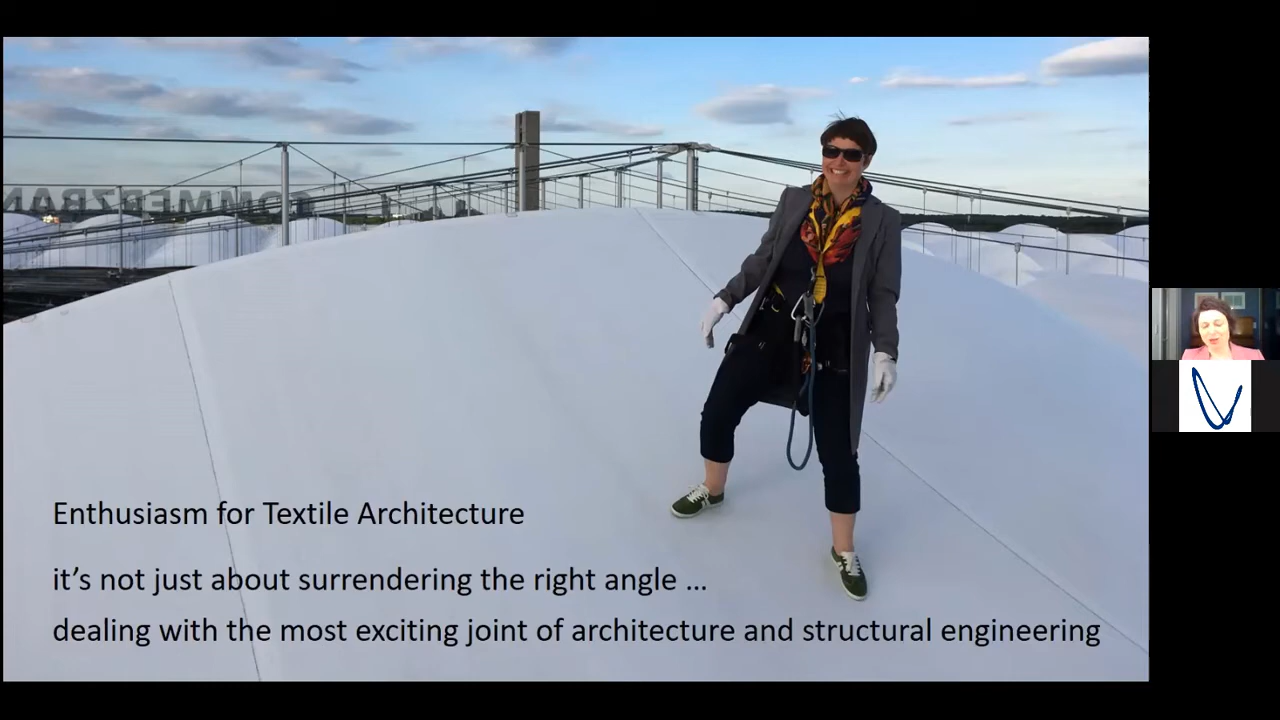 COMMERZBAN
Enthusiasm for Textile Architecture
it’s not just about surrendering the right angle ...
dealing with the most exciting joint of architecture and structural engineering